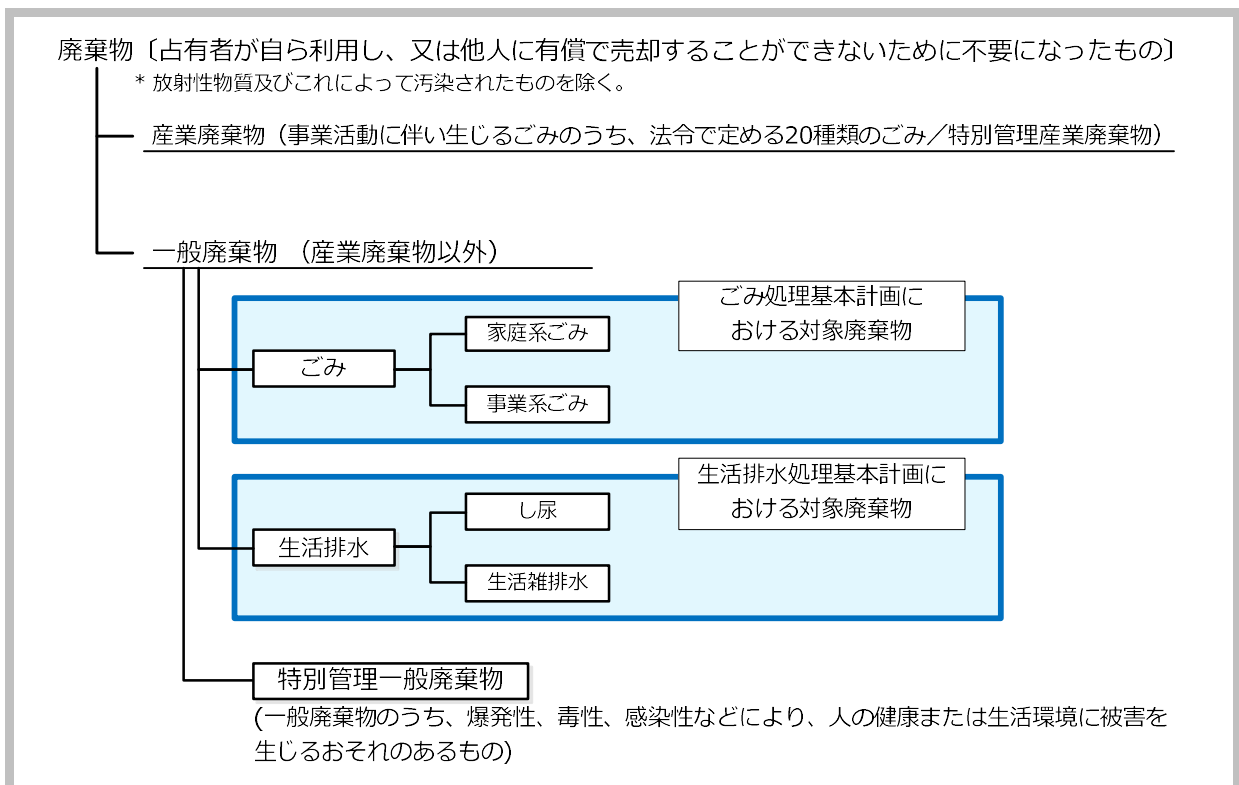 廃棄物〔占有者が自ら利用し、又は他人に有償で売却することができないために不要になったもの〕
* 放射性物質及びこれによって汚染されたものを除く。
産業廃棄物（事業活動に伴い生じるごみのうち、法令で定める20種類のごみ／特別管理産業廃棄物）
一般廃棄物 （産業廃棄物以外）
ごみ処理基本計画に
おける対象廃棄物
家庭系ごみ
ごみ
事業系ごみ
生活排水処理基本計画に
おける対象廃棄物
し尿
生活排水
生活雑排水
特別管理一般廃棄物
(一般廃棄物のうち、爆発性、毒性、感染性などにより、人の健康または生活環境に被害を
生じるおそれのあるもの)